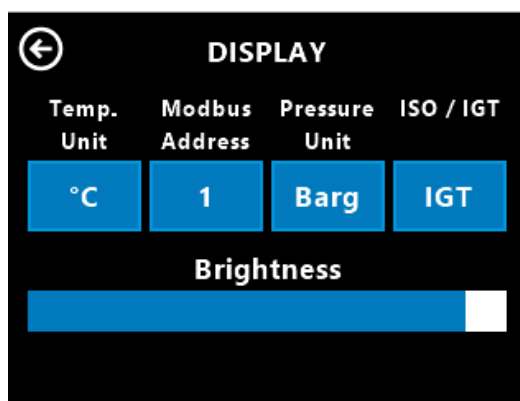 DISPLAY
Temp. Unit
Modbus Address
Pressure Unit
ISO / IGT
°C
1
Barg
IGT
Brightness